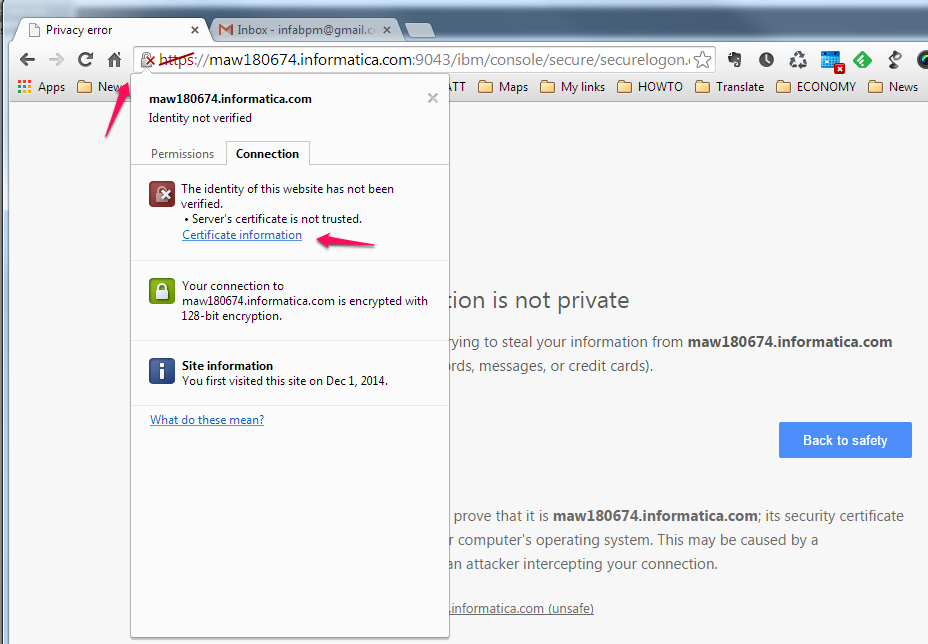 Privacy error
Inbox - infabpm@gmail.c
https://maw180674.informatica.com:9043/ibm/console/secure/securelogon.
Apps
New
ATT
Maps
My links
HOWTO
Translate
ECONOMY
News
maw180674.informatica.com
Identity not verified
Permissions
Connection
The identity of this website has not been
verified.
• Server's certificate is not trusted.
Certificate information
Your connection to
maw180674.informatica.com is encrypted with
128-bit encryption.
Site information
You first visited this site on Dec 1, 2014.
What do these mean?
tion is not private
rying to steal your information from maw180674.informatica.com
rds, messages, or credit cards).
Back to safety
prove that it is maw180674.informatica.com; its security certificate
r computer's operating system. This may be caused by a
an attacker intercepting your connection.
.informatica.com (unsafe)